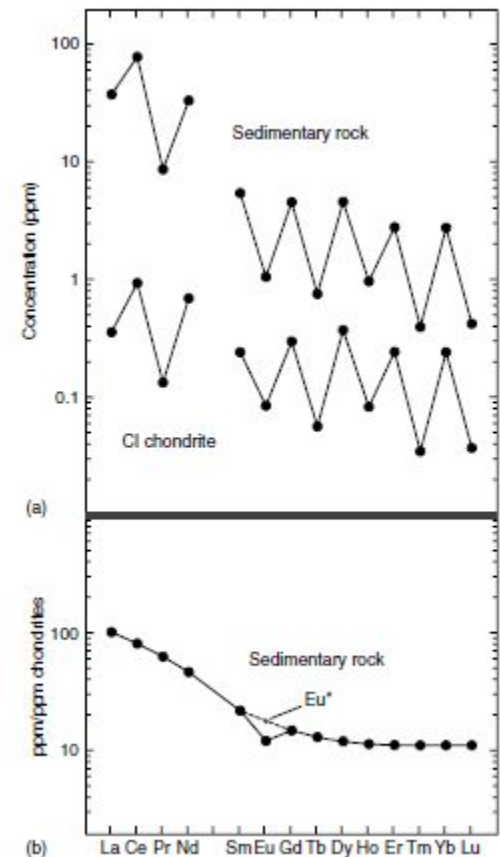 100
Sedimentary rock
10
Concentration (ppm)
1
0.1
CI chondrite
(a)
ppm/ppm chondrites
100
Sedimentary rock
Eu*
10
(b) La Ce Pr Nd Sm Eu Gd Tb Dy Ho Er Tm Yb Lu